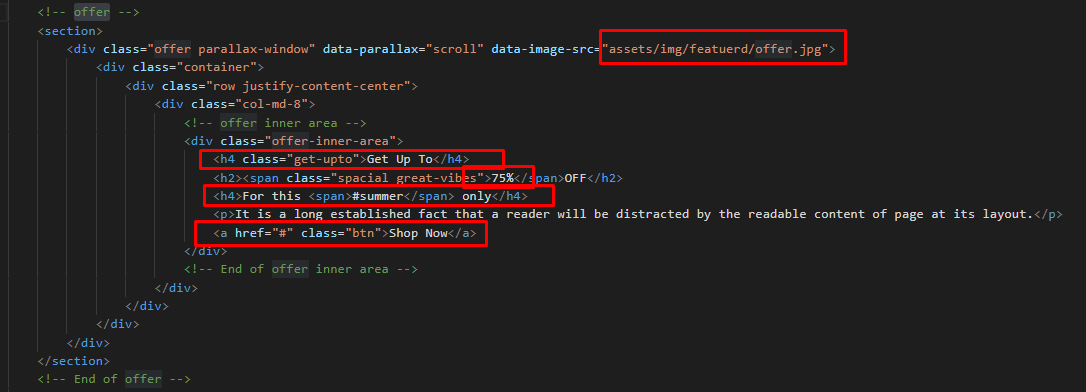 <!-- offer -->
<section>
<div class="offer parallax-window" data-parallax="scroll" data-image-src="assets/img/featuerd/offer.jpg">
<div class="container">
<div class="row justify-content-center">
<div class="col-md-8">
<!-- offer inner area -->
<div class="offer-inner-area">
<h4 class="get-upto">Get Up To</h4>
<h2><span class="spacial great-vibes">75%</span>OFF</h2>
<h4>For this <span>#summer</span> only</h4>
<p>It is a long established fact that a reader will be distracted by the readable content of page at its layout.</p>
<a href="#" class="btn">Shop Now</a>
</div>
<!-- End of offer inner area -->
</div>
</div>
</div>
</div>
</section>
<!-- End of offer -->